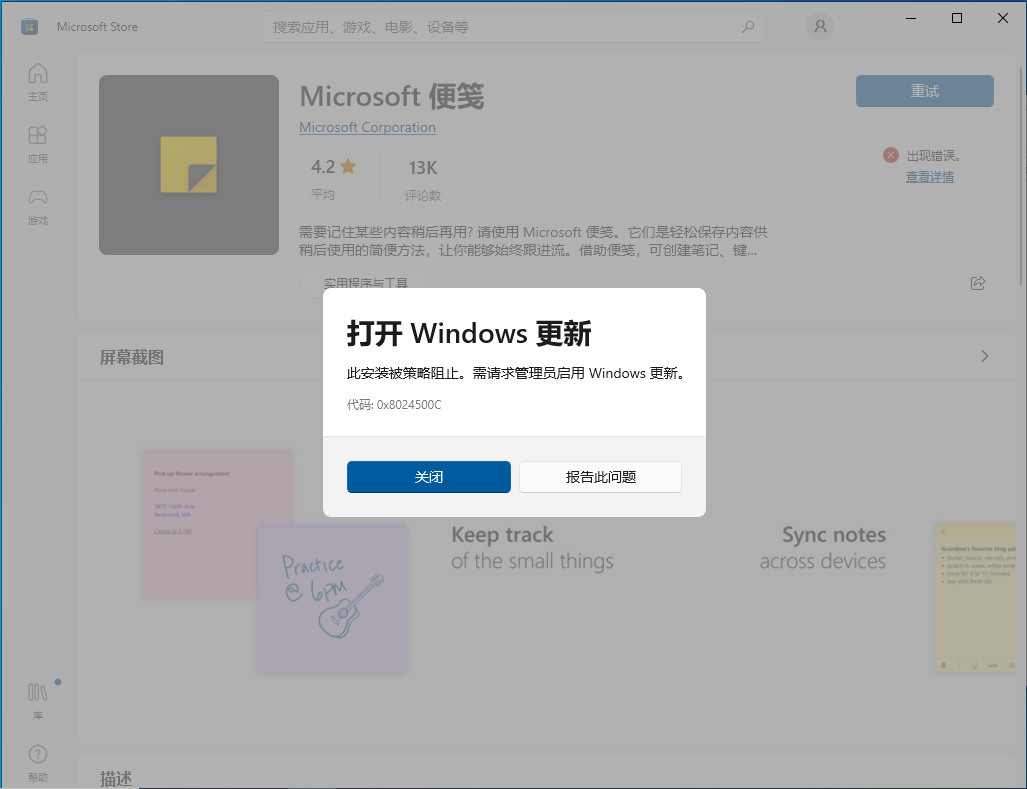 Microsoft Store
搜索应用、游戏、电影、设备等
主页
应用
游戏
库
帮助
Microsoft 便笺
Microsoft Corporation
4.2
平均
13K
评论数
需要记住某些内容稍后再用? 请使用 Microsoft 便笺。它们是轻松保存内容供
稍后使用的简便方法，让你能够始终跟进流。借助便笺，可创建笔记、键...
实用程序与工具
重试
出现错误。
查看详情
打开 Windows 更新
此安装被策略阻止。需请求管理员启用 Windows 更新。
代码: 0x8024500C
关闭
报告此问题
屏幕截图
Pick up flower arrangement
Practice
@ 6pm
Keep track
of the small things
Sync notes
across devices
描述